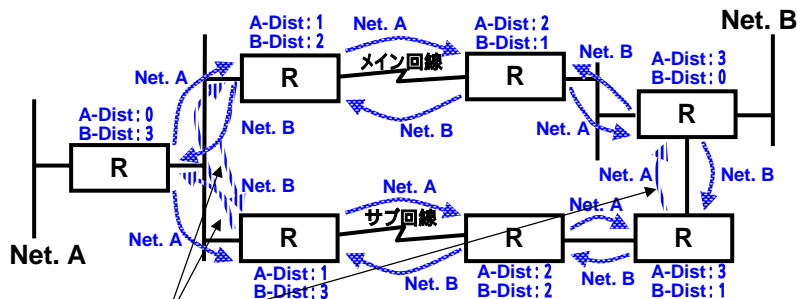 Net. B
A-Dist: 1
B-Dist: 2
Net. A
A-Dist: 2
B-Dist: 1
Net. B
A-Dist: 3
B-Dist: 0
Net. A
メイン回線
R
R
R
A-Dist: 0
B-Dist: 3
Net. B
Net. B
Net. A
R
Net. B
Net. A
Net. A
Net. B
Net. A
サブ回線
Net. A
R
R
R
Net. A
Net. B
Net. B
A-Dist: 1
B-Dist: 3
A-Dist: 2
B-Dist: 2
A-Dist: 3
B-Dist: 1